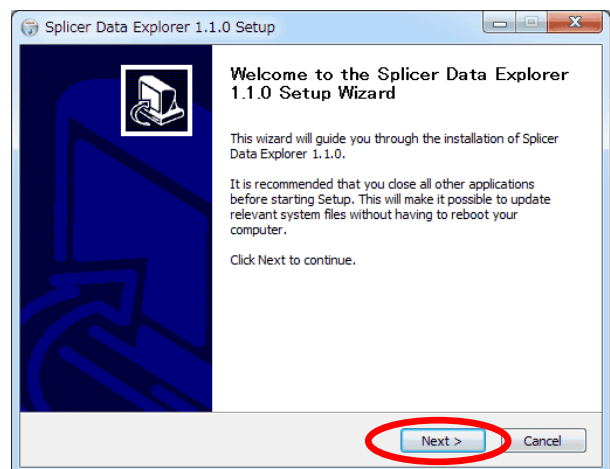 Splicer Data Explorer 1.1.0 Setup
Welcome to the Splicer Data Explorer
1.1.0 Setup Wizard
This wizard will guide you through the installation of Splicer
Data Explorer 1.1.0.
It is recommended that you close all other applications
before starting Setup. This will make it possible to update
relevant system files without having to reboot your
computer.
Click Next to continue.
Next >
Cancel